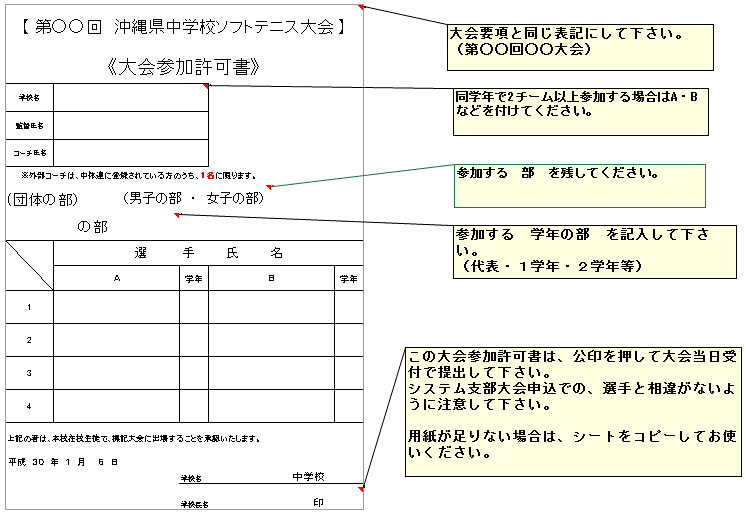 【 第〇〇回　沖縄県中学校ソフトテニス大会 】
《大会参加許可書》
学校名
監督氏名
コーチ氏名
※外部コーチは、中体連に登録されている方のうち、1名に限ります。
（団体の部）　　（男子の部 ・ 女子の部）
の部
選　手　氏　名
A　学年　B　学年
1
2
3
4
上記の者は、本校在校生徒で、標記大会に出場することを承認いたします。
平成 30 年 1 月 6 日
学校名　中学校
学校長名　印
大会要項と同じ表記にして下さい。
（第〇〇回〇〇大会）
同学年で2チーム以上参加する場合はA・B
などを付けてください。
参加する　部　を残してください。
参加する　学年の部　を記入して下さ
い。
（代表・１学年・２学年等）
この大会参加許可書は、公印を押して大会当日受
付で提出して下さい。
システム支部大会申込での、選手と相違がないよ
うに注意して下さい。
用紙が足りない場合は、シートをコピーしてお使
いください。